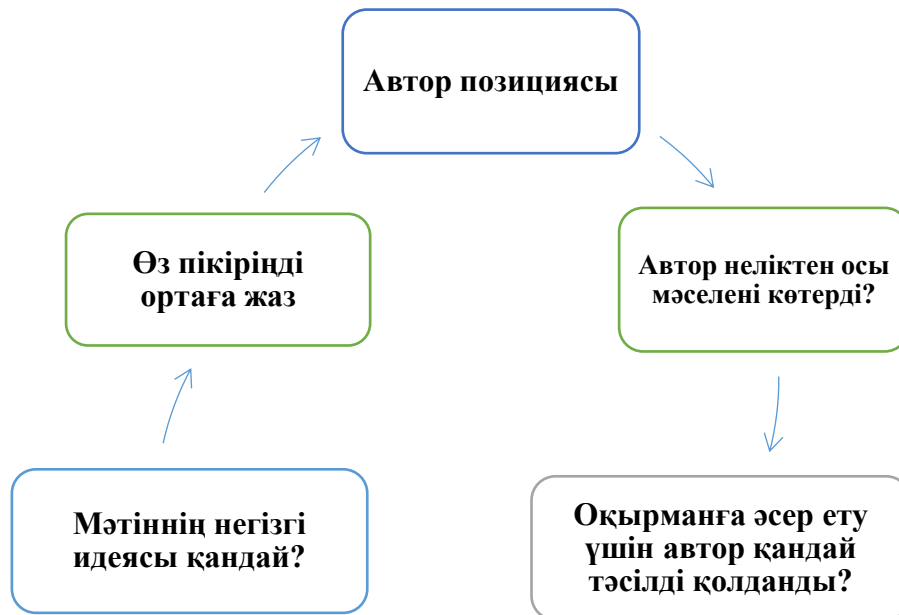 Автор позициясы
Өз пікіріңді
ортаға жаз
Автор неліктен осы
мәселені көтерді?
Мәтіннің негізгі
идеясы қандай?
Оқырманға әсер ету
үшін автор қандай
тәсілді қолданды?